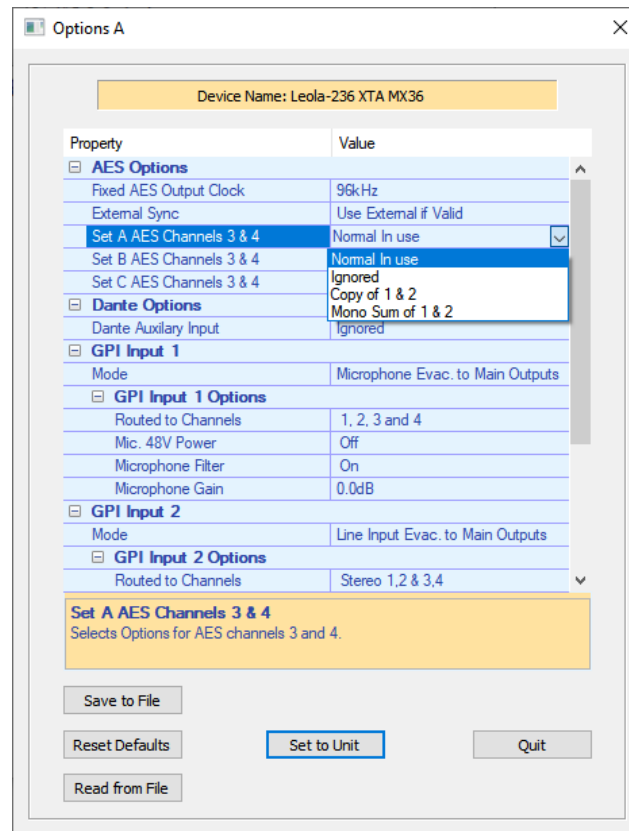 Options A
Device Name: Leola-236 XTA MX36
Property Value
AES Options
Fixed AES Output Clock 96kHz
External Sync Use External if Valid
Set A AES Channels 3 & 4 Normal In use
Set B AES Channels 3 & 4 Normal In use
Set C AES Channels 3 & 4 Ignored
Copy of 1 & 2
Dante Options Mono Sum of 1 & 2
Dante Auxilary Input Ignored
GPI Input 1
Mode Microphone Evac. to Main Outputs
GPI Input 1 Options
Routed to Channels 1, 2, 3 and 4
Mic. 48V Power Off
Microphone Filter On
Microphone Gain 0.0dB
GPI Input 2
Mode Line Input Evac. to Main Outputs
GPI Input 2 Options
Routed to Channels Stereo 1,2 & 3,4
Set A AES Channels 3 & 4
Selects Options for AES channels 3 and 4.
Save to File
Reset Defaults Set to Unit Quit
Read from File